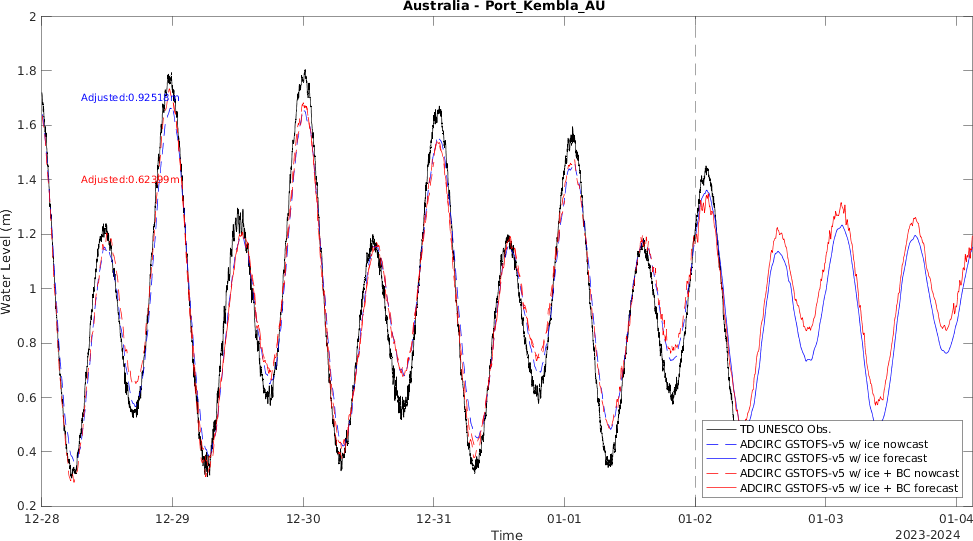 Australia - Port_Kembla_AU
2
1.8
1.6
1.4
1.2
1
0.8
0.6
0.4
0.2
Water Level (m)
Adjusted:0.92518m
Adjusted:0.62399m
TD UNESCO Obs.
ADCIRC GSTOFS-v5 w/ ice nowcast
ADCIRC GSTOFS-v5 w/ ice forecast
ADCIRC GSTOFS-v5 w/ ice + BC nowcast
ADCIRC GSTOFS-v5 w/ ice + BC forecast
12-28 12-29 12-30 12-31 01-01 01-02 01-03 01-04
Time
2023-2024